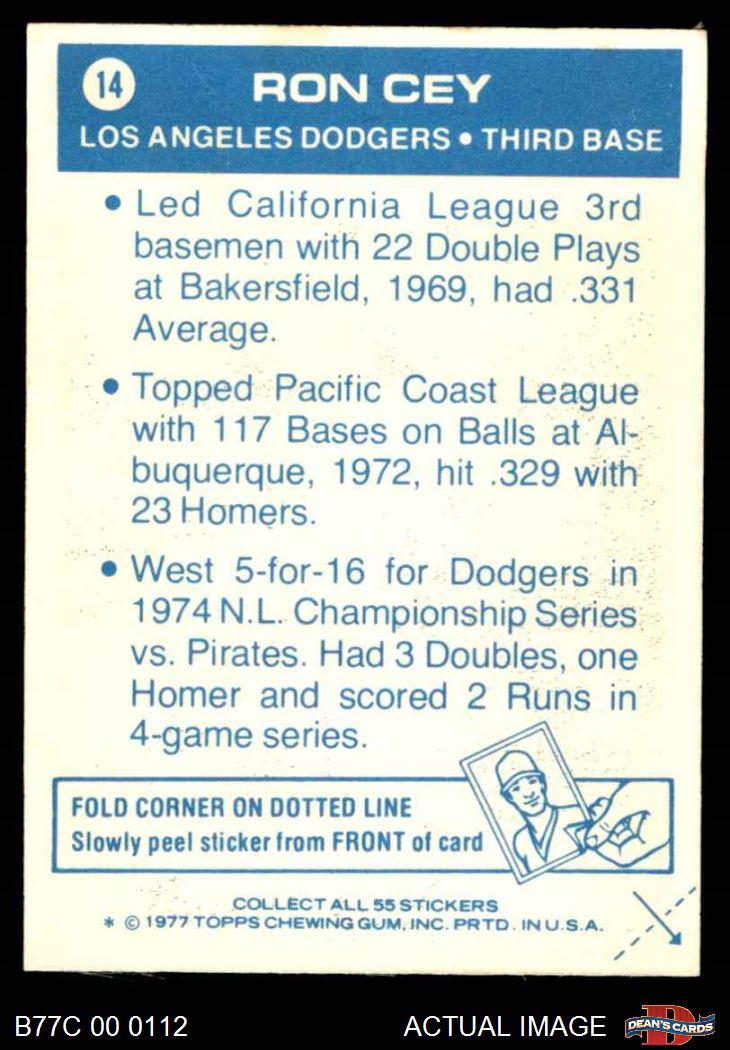 14
RON CEY
LOS ANGELES DODGERS • THIRD BASE
• Led California League 3rd
basemen with 22 Double Plays
at Bakersfield, 1969, had .331
Average.
• Topped Pacific Coast League
with 117 Bases on Balls at Al-
buquerque, 1972, hit .329 with
23 Homers.
• West 5-for-16 for Dodgers in
1974 N.L. Championship Series
vs. Pirates. Had 3 Doubles, one
Homer and scored 2 Runs in
4-game series.
FOLD CORNER ON DOTTED LINE
Slowly peel sticker from FRONT of card
COLLECT ALL 55 STICKERS
* © 1977 TOPPS CHEWING GUM, INC. PRTD. IN U.S.A.
B77C 00 0112
ACTUAL IMAGE
D
DEAN'S CARDS